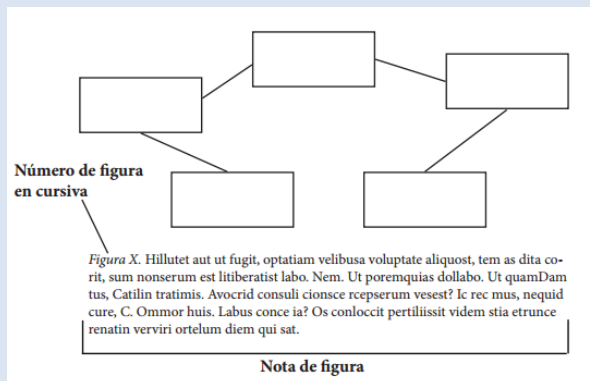 Número de figura
en cursiva
Figura X. Hillutet aut ut fugit, optatiam velibusa voluptate aliquost, tem as dita co-
rit, sum nonserum est litiberatist labo. Nem. Ut poremquias dollabo. Ut quamDam
tus, Catilin tratimis. Avocrid consuli cionsce rcepserum vesest? Ic rec mus, nequid
cure, C. Ommor huis. Labus conce ia? Os conloccit pertiliissit videm stia etrunce
renatin verviri ortelum diem qui sat.
Nota de figura